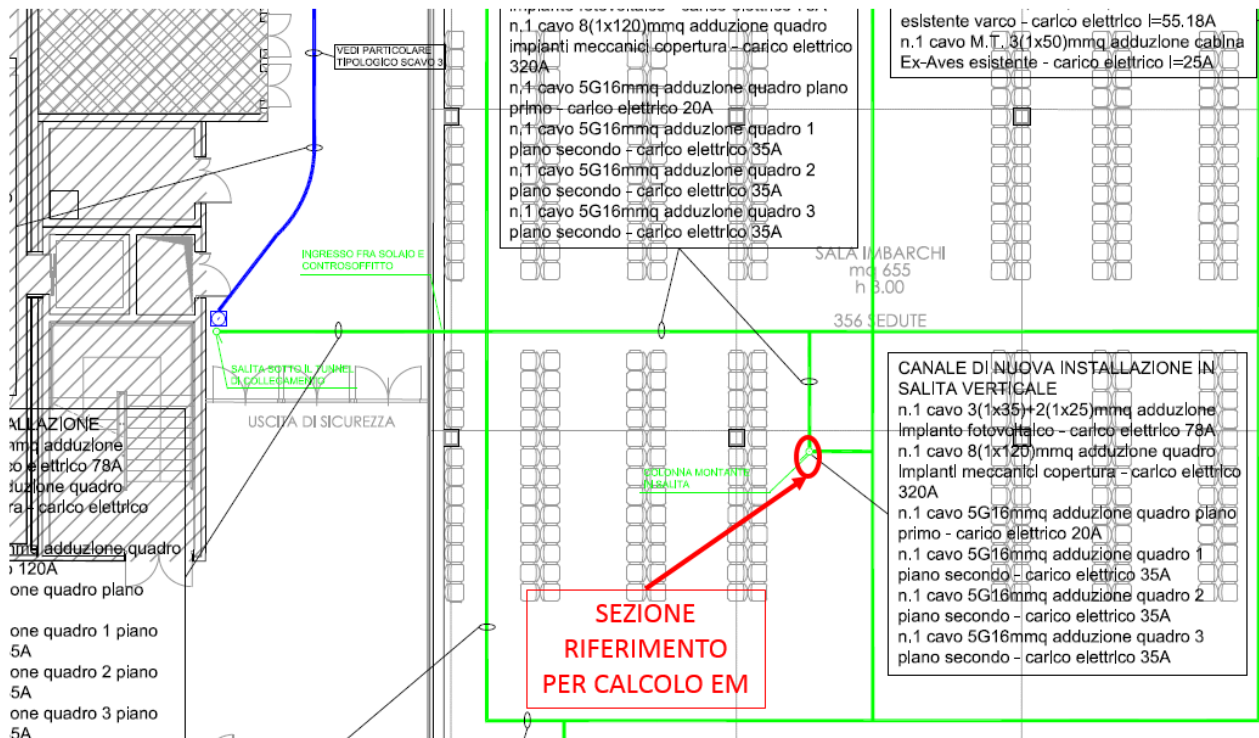 impianto fotovoltaico - carico elettrico 78A
n.1 cavo 8(1x120)mmq adduzione quadro
impianti meccanici copertura - carico elettrico
320A
n.1 cavo 5G16mmq adduzione quadro piano
primo - carico elettrico 20A
n.1 cavo 5G16mmq adduzione quadro 1
piano secondo - carico elettrico 35A
n.1 cavo 5G16mmq adduzione quadro 2
piano secondo - carico elettrico 35A
n.1 cavo 5G16mmq adduzione quadro 3
piano secondo - carico elettrico 35A
esistente varco - carico elettrico I=55.18A
n.1 cavo M.T. 3(1x50)mmq adduzione cabina
Ex-Aves esistente - carico elettrico I=25A
VEDI PARTICOLARE
TIPOLOGICO SCAVO 3
INGRESSO FRA SOLAIO E
CONTROSOFFITTO
SALA IMBARCHI
mq 655
h 3.00
356 SEDUTE
SALITA SOTTO IL TUNNEL
DI COLLEGAMENTO
USCITA DI SICUREZZA
COLONNA MONTANTE
IN SALITA
CANALE DI NUOVA INSTALLAZIONE IN
SALITA VERTICALE
n.1 cavo 3(1x35)+2(1x25)mmq adduzione
impianto fotovoltaico - carico elettrico 78A
n.1 cavo 8(1x120)mmq adduzione quadro
impianti meccanici copertura - carico elettrico
320A
n.1 cavo 5G16mmq adduzione quadro piano
primo - carico elettrico 20A
n.1 cavo 5G16mmq adduzione quadro 1
piano secondo - carico elettrico 35A
n.1 cavo 5G16mmq adduzione quadro 2
piano secondo - carico elettrico 35A
n.1 cavo 5G16mmq adduzione quadro 3
piano secondo - carico elettrico 35A
ALLAZIONE
mmq adduzione
co elettrico 78A
duzione quadro
ra - carico elettrico
mmq adduzione quadro
o 120A
one quadro piano
one quadro 1 piano
5A
one quadro 2 piano
5A
one quadro 3 piano
5A
SEZIONE
RIFERIMENTO
PER CALCOLO EM